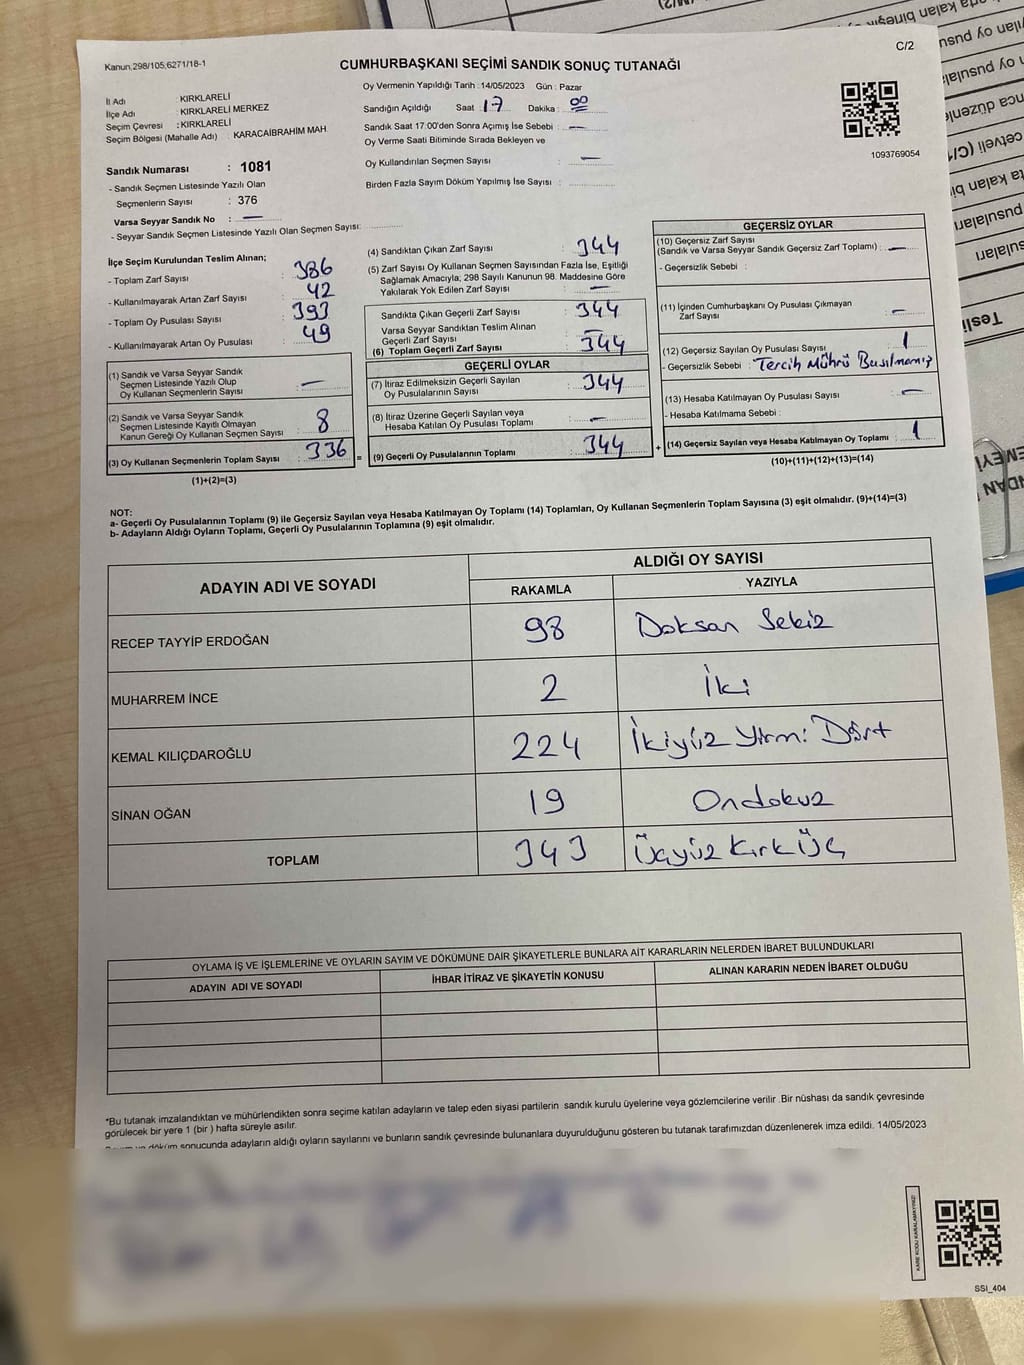 C/2
Kanun,298/105,6271/18-1
CUMHURBAŞKANI SEÇİMİ SANDIK SONUÇ TUTANAĞI
İl Adı : KIRKLARELİ
İlçe Adı : KIRKLARELİ MERKEZ
Seçim Çevresi : KIRKLARELİ
Seçim Bölgesi (Mahalle Adı) : KARACAİBRAHİM MAH
Oy Vermenin Yapıldığı Tarih : 14/05/2023 Gün : Pazar
Sandığın Açıldığı Saat : 17 Dakika : 00
Sandık Saat 17:00'den Sonra Açımış İse Sebebi : —
Oy Verme Saati Bitiminde Sırada Bekleyen ve
Oy Kullandırılan Seçmen Sayısı : —
Birden Fazla Sayım Döküm Yapılmış İse Sayısı :
1093769054
Sandık Numarası : 1081
- Sandık Seçmen Listesinde Yazılı Olan
Seçmenlerin Sayısı : 376
Varsa Seyyar Sandık No : —
- Seyyar Sandık Seçmen Listesinde Yazılı Olan Seçmen Sayısı:
İlçe Seçim Kurulundan Teslim Alınan;
- Toplam Zarf Sayısı : 386
- Kullanılmayarak Artan Zarf Sayısı : 42
- Toplam Oy Pusulası Sayısı : 393
- Kullanılmayarak Artan Oy Pusulası : 49
(1) Sandık ve Varsa Seyyar Sandık
Seçmen Listesinde Yazılı Olup
Oy Kullanan Seçmenlerin Sayısı : —
(2) Sandık ve Varsa Seyyar Sandık
Seçmen Listesinde Kayıtlı Olmayan
Kanun Gereği Oy Kullanan Seçmen Sayısı : 8
(3) Oy Kullanan Seçmenlerin Toplam Sayısı : 336
(1)+(2)=(3)
(4) Sandıktan Çıkan Zarf Sayısı : 344
(5) Zarf Sayısı Oy Kullanan Seçmen Sayısından Fazla İse, Eşitliği
Sağlamak Amacıyla; 298 Sayılı Kanunun 98. Maddesine Göre
Yakılarak Yok Edilen Zarf Sayısı : —
Sandıkta Çıkan Geçerli Zarf Sayısı : 344
Varsa Seyyar Sandıktan Teslim Alınan
Geçerli Zarf Sayısı : —
(6) Toplam Geçerli Zarf Sayısı : 344
GEÇERLİ OYLAR
(7) İtiraz Edilmeksizin Geçerli Sayılan
Oy Pusulalarının Sayısı : 344
(8) İtiraz Üzerine Geçerli Sayılan veya
Hesaba Katılan Oy Pusulası Toplamı : —
= (9) Geçerli Oy Pusulalarının Toplamı : 344
GEÇERSİZ OYLAR
(10) Geçersiz Zarf Sayısı
(Sandık ve Varsa Seyyar Sandık Geçersiz Zarf Toplamı) : —
- Geçersizlik Sebebi :
(11) İçinden Cumhurbaşkanı Oy Pusulası Çıkmayan
Zarf Sayısı : —
(12) Geçersiz Sayılan Oy Pusulası Sayısı : 1
- Geçersizlik Sebebi : Tercih Mührü Basılmamış
(13) Hesaba Katılmayan Oy Pusulası Sayısı : —
- Hesaba Katılmama Sebebi :
+ (14) Geçersiz Sayılan veya Hesaba Katılmayan Oy Toplamı : 1
(10)+(11)+(12)+(13)=(14)
NOT:
a- Geçerli Oy Pusulalarının Toplamı (9) ile Geçersiz Sayılan veya Hesaba Katılmayan Oy Toplamı (14) Toplamları, Oy Kullanan Seçmenlerin Toplam Sayısına (3) eşit olmalıdır. (9)+(14)=(3)
b- Adayların Aldığı Oyların Toplamı, Geçerli Oy Pusulalarının Toplamına (9) eşit olmalıdır.
ADAYIN ADI VE SOYADI
ALDIĞI OY SAYISI
RAKAMLA YAZIYLA
RECEP TAYYİP ERDOĞAN 98 Doksan Sekiz
MUHARREM İNCE 2 İki
KEMAL KILIÇDAROĞLU 224 İkiyüz Yirmi Dört
SİNAN OĞAN 19 Ondokuz
TOPLAM 343 Üçyüz Kırk Üç
OYLAMA İŞ VE İŞLEMLERİNE VE OYLARIN SAYIM VE DÖKÜMÜNE DAİR ŞİKAYETLERLE BUNLARA AİT KARARLARIN NELERDEN İBARET BULUNDUKLARI
ADAYIN ADI VE SOYADI İHBAR İTİRAZ VE ŞİKAYETİN KONUSU ALINAN KARARIN NEDEN İBARET OLDUĞU
*Bu tutanak imzalandıktan ve mühürlendikten sonra seçime katılan adayların ve talep eden siyasi partilerin sandık kurulu üyelerine veya gözlemcilerine verilir .Bir nüshası da sandık çevresinde
görülecek bir yere 1 (bir ) hafta süreyle asılır.
döküm sonucunda adayların aldığı oyların sayılarını ve bunların sandık çevresinde bulunanlara duyurulduğunu gösteren bu tutanak tarafımızdan düzenlenerek imza edildi. 14/05/2023
KARE KODU KARALAMAYINIZ!
SSI_404